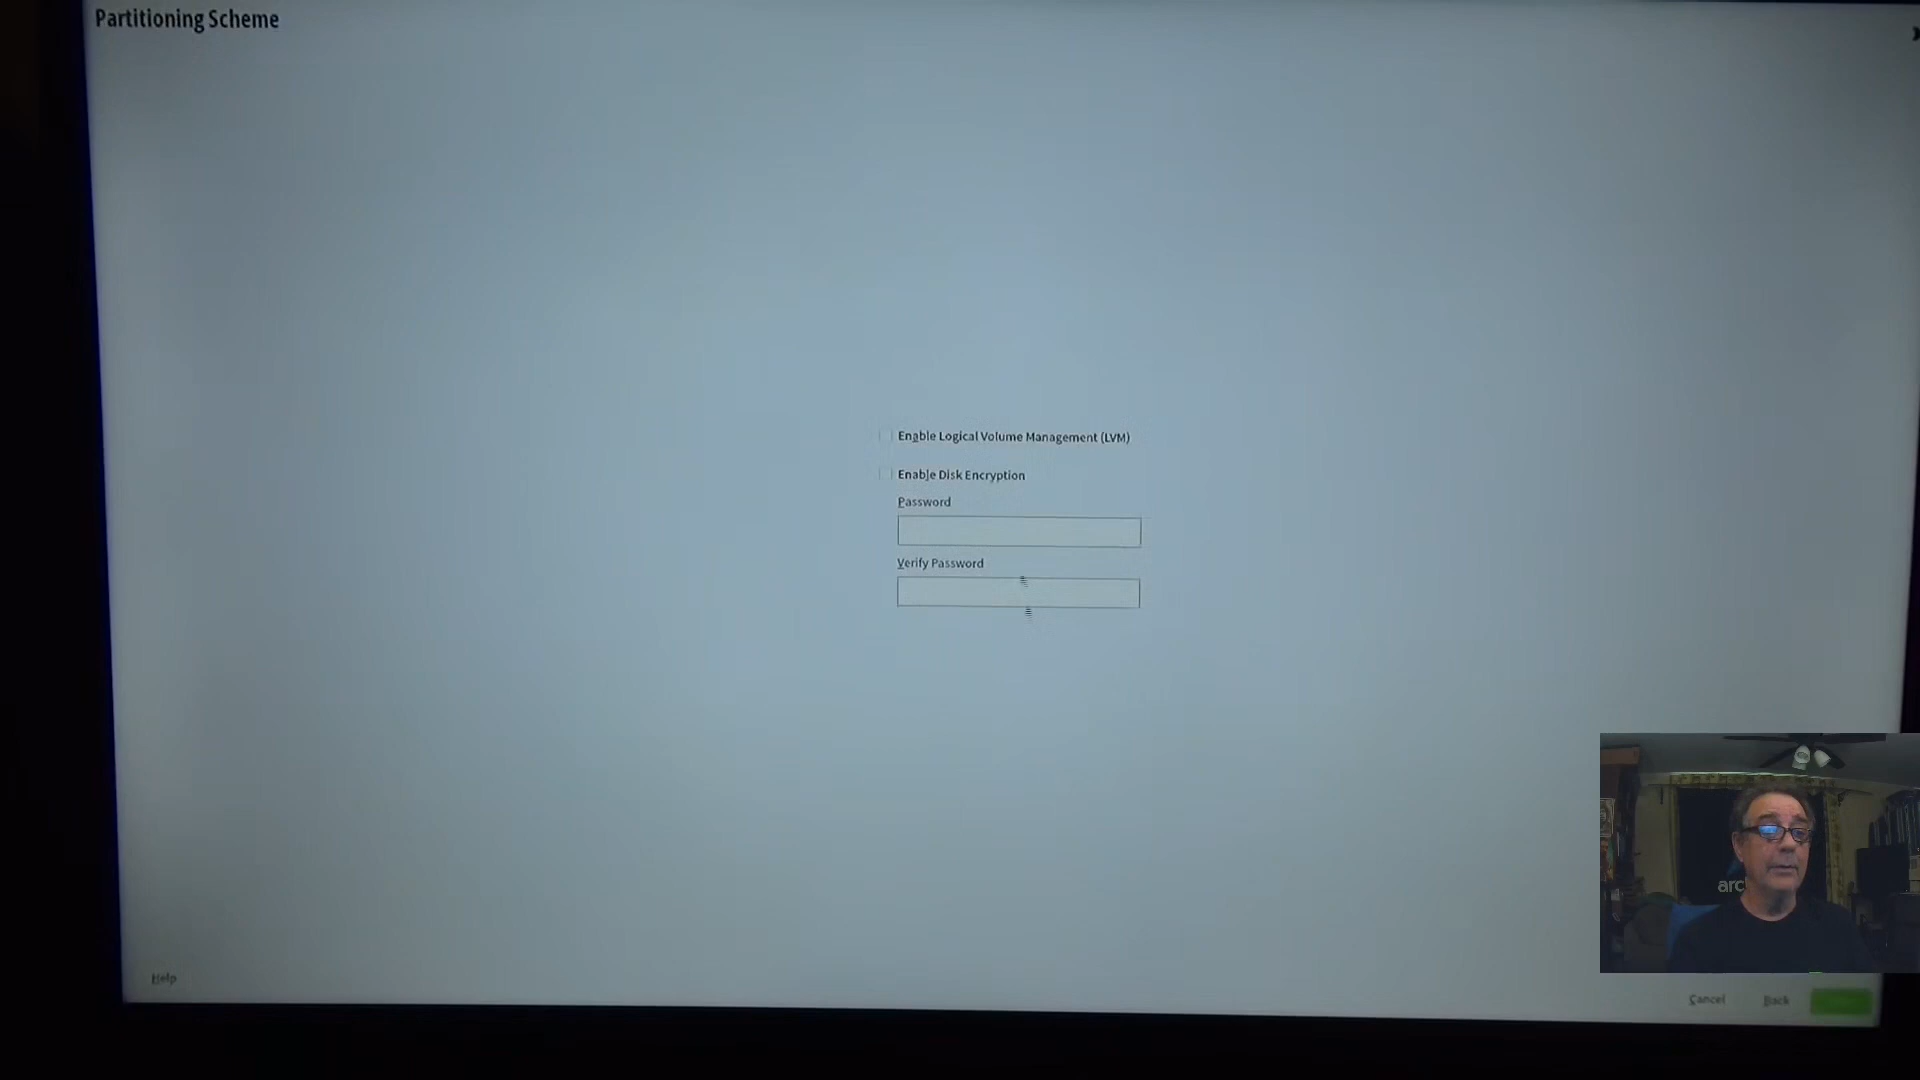 Partitioning Scheme
Enable Logical Volume Management (LVM)
Enable Disk Encryption
Password
Verify Password
arc
Help
Cancel
Back